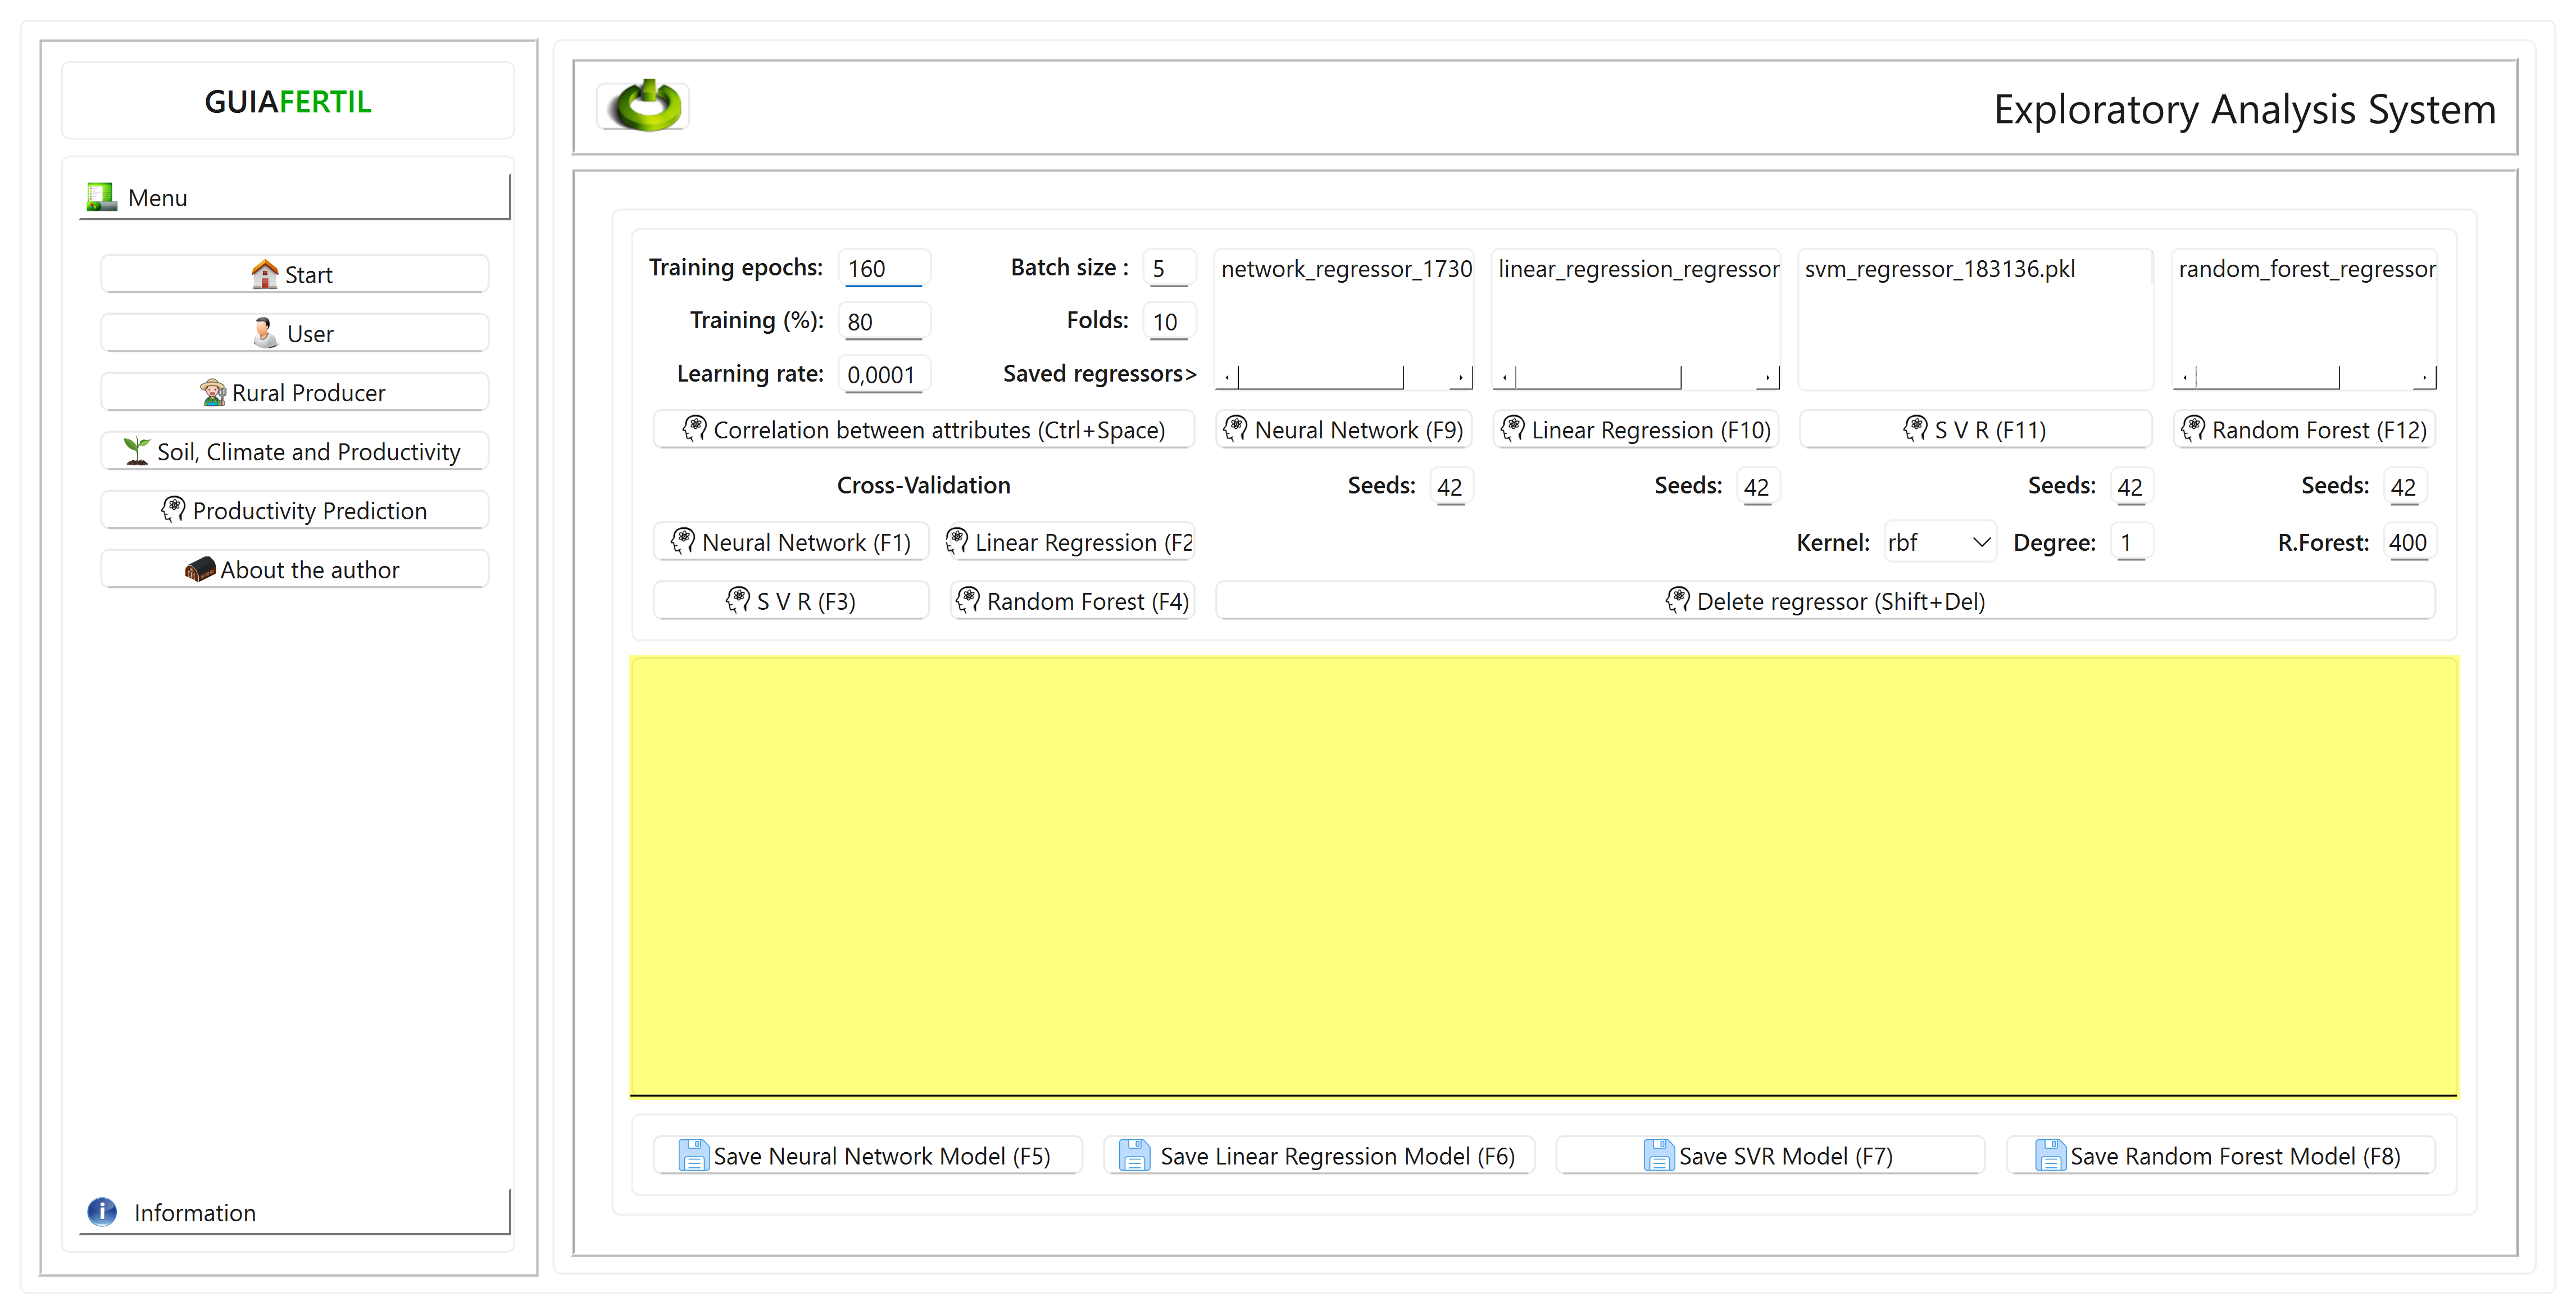 GUIAFERTIL
Menu
Start
User
Rural Producer
Soil, Climate and Productivity
Productivity Prediction
About the author
Information
Exploratory Analysis System
Training epochs: 160 Batch size : 5 network_regressor_1730 linear_regression_regressor svm_regressor_183136.pkl random_forest_regressor
Training (%): 80 Folds: 10
Learning rate: 0,0001 Saved regressors>
Correlation between attributes (Ctrl+Space) Neural Network (F9) Linear Regression (F10) S V R (F11) Random Forest (F12)
Cross-Validation Seeds: 42 Seeds: 42 Seeds: 42 Seeds: 42
Neural Network (F1) Linear Regression (F2 Kernel: rbf Degree: 1 R.Forest: 400
S V R (F3) Random Forest (F4) Delete regressor (Shift+Del)
Save Neural Network Model (F5) Save Linear Regression Model (F6) Save SVR Model (F7) Save Random Forest Model (F8)